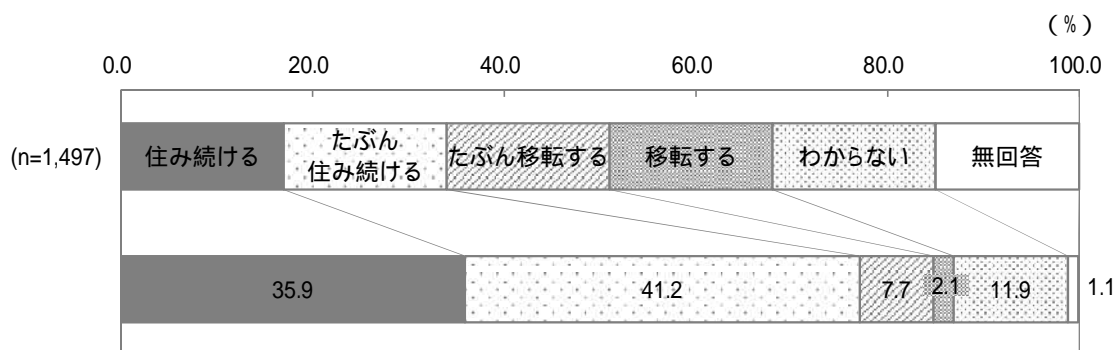 (％)
0.0 20.0 40.0 60.0 80.0 100.0
(n=1,497)
住み続ける
たぶん
住み続ける
たぶん移転する
移転する
わからない
無回答
35.9 41.2 7.7 2.1 11.9 1.1